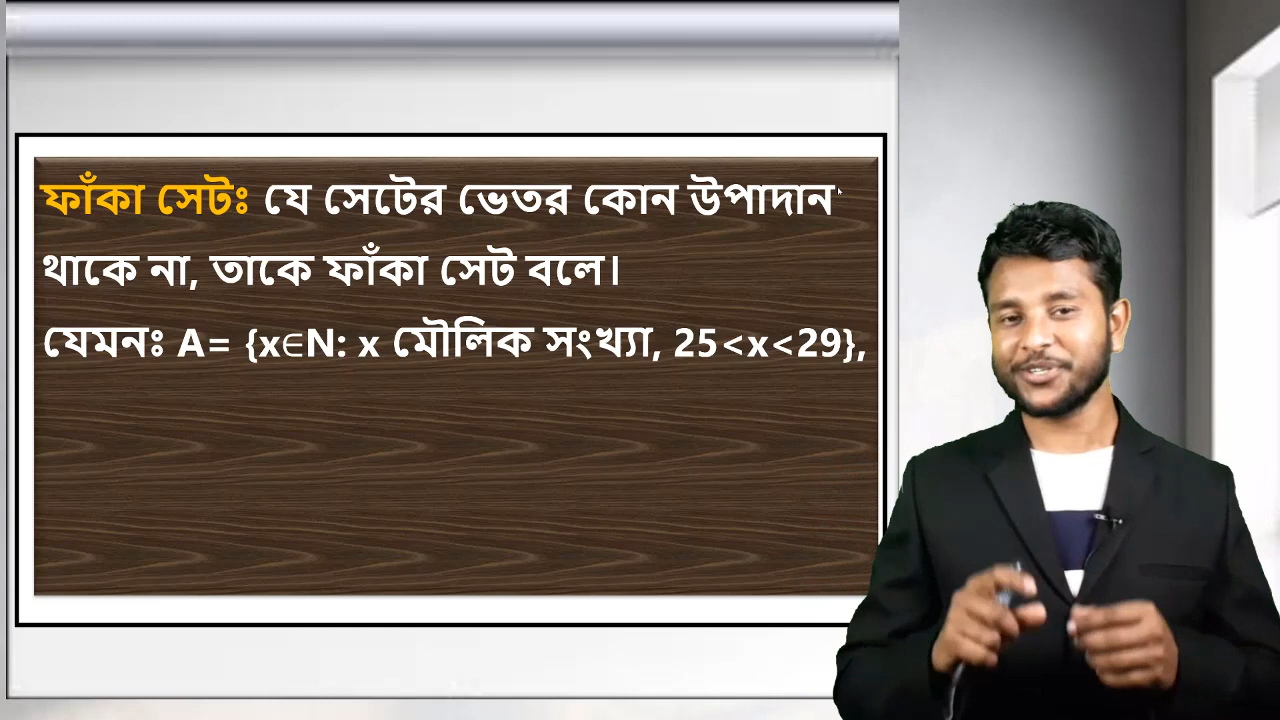 ফাঁকা সেটঃ যে সেটের ভেতর কোন উপাদান
থাকে না, তাকে ফাঁকা সেট বলে।
যেমনঃ A= {x∈N: x মৌলিক সংখ্যা, 25<x<29},